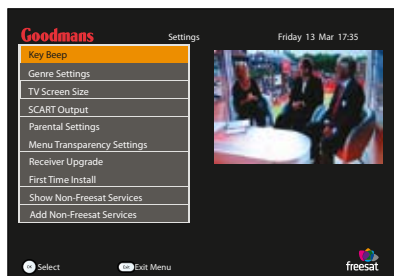 Goodmans Settings Friday 13 Mar 17:35
Key Beep
Genre Settings
TV Screen Size
SCART Output
Parental Settings
Menu Transparency Settings
Receiver Upgrade
First Time Install
Show Non-Freesat Services
Add Non-Freesat Services
OK Select Exit Exit Menu freesat